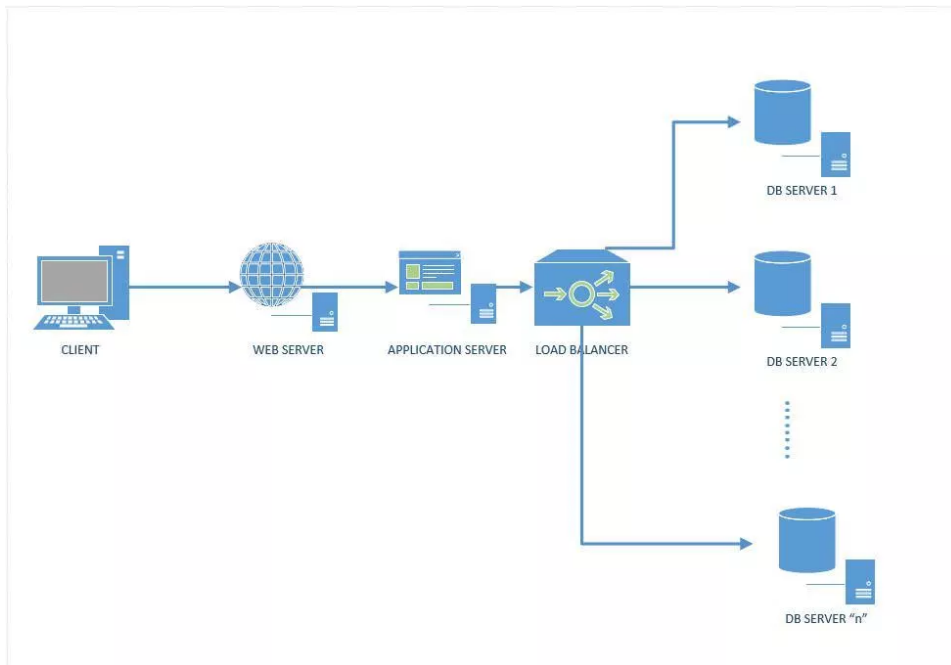 DB SERVER 1
CLIENT
WEB SERVER
APPLICATION SERVER
LOAD BALANCER
DB SERVER 2
DB SERVER “n”